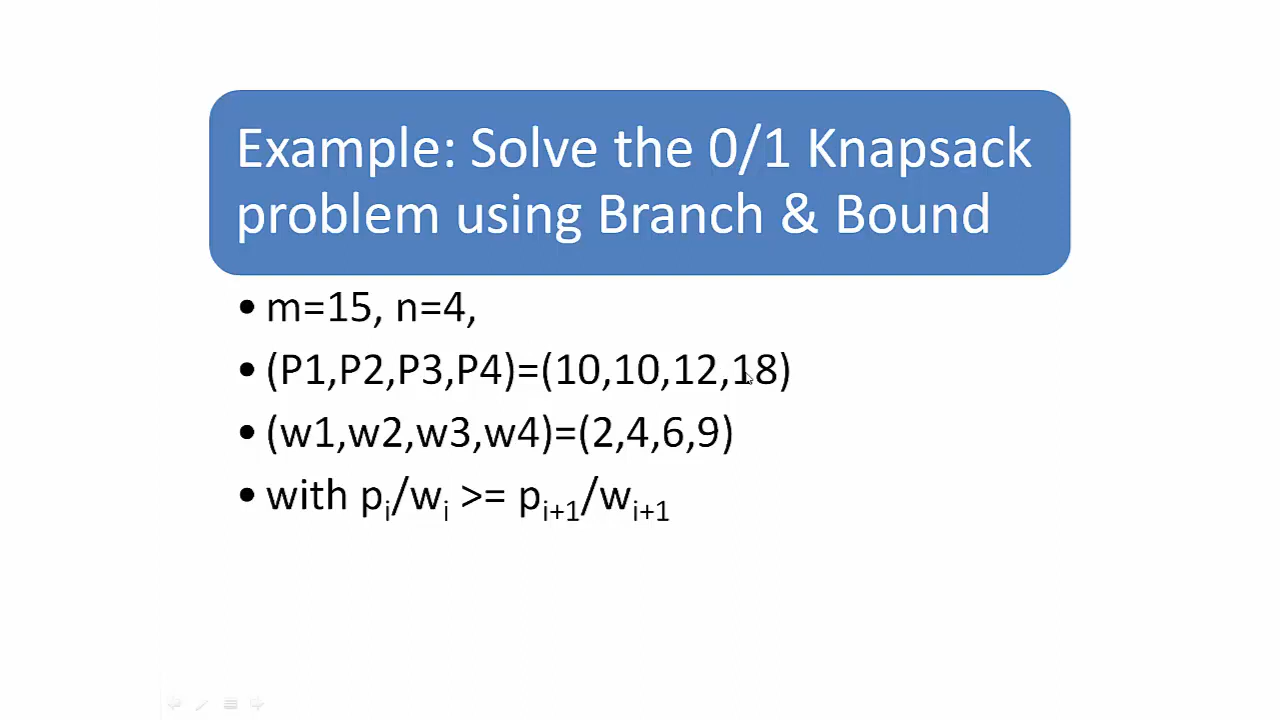 Example: Solve the 0/1 Knapsack
problem using Branch & Bound
• m=15, n=4,
• (P1,P2,P3,P4)=(10,10,12,18)
• (w1,w2,w3,w4)=(2,4,6,9)
• with pᵢ/wᵢ >= pᵢ₊₁/wᵢ₊₁